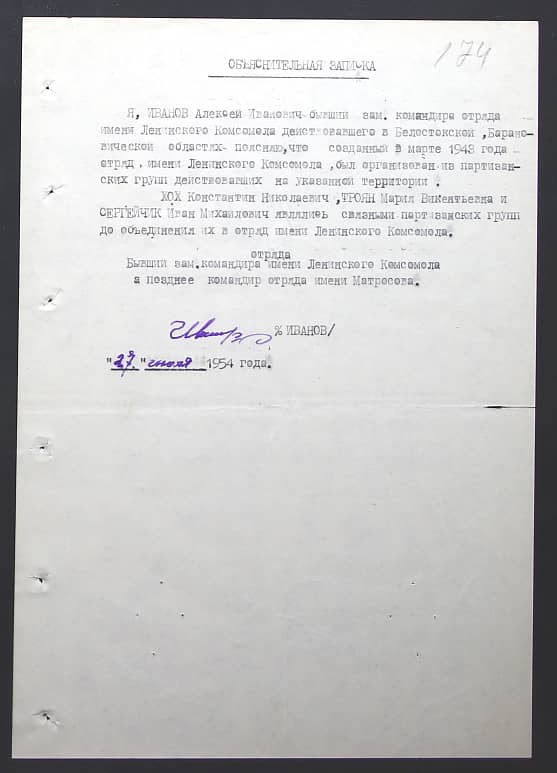 174
ОБЪЯСНИТЕЛЬНАЯ ЗАПИСКА
Я, ИВАНОВ Алексей Иванович-бывший зам. командира отряда
имени Ленинского Комсомола действовавшего в Белостокской ,Барано-
вической областях- поясняю,что созданный в марте 1943 года
отряд , имени Ленинского Комсомола ,был организован из партизан-
ских групп действовавших на указанной территории .
ХОХ Константин Николаевич ,ТРОЯН Мария Викентьевна и
СЕРГЕЙЧИК Иван Михайлович являлись связными партизанских групп
до объединения их в отряд имени Ленинского Комсомола.
отряда
Бывший зам.командира имени Ленинского Комсомола
а позднее командир отряда имени Матросова.
% ИВАНОВ/
"27." июля 1954 года.